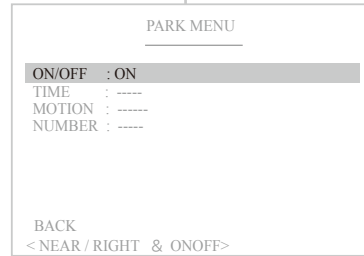 PARK MENU
ON/OFF : ON
TIME : -----
MOTION : ------
NUMBER : -----
BACK
< NEAR / RIGHT & ONOFF>